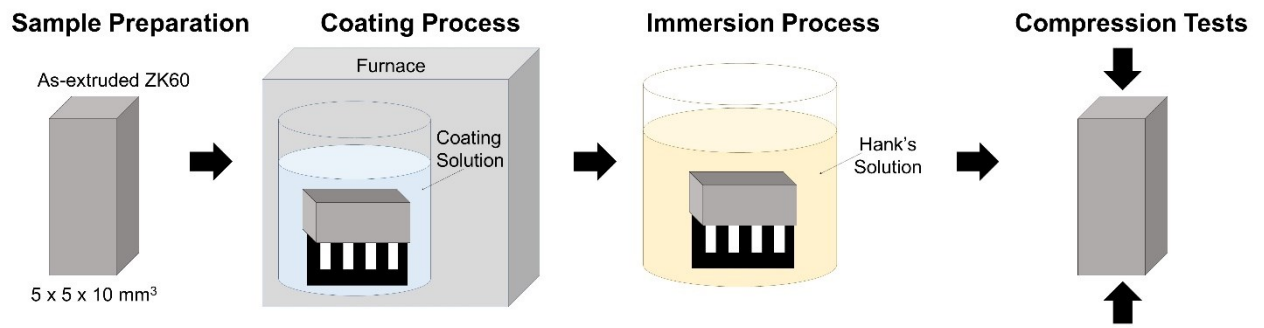 Sample Preparation
Coating Process
Immersion Process
Compression Tests
As-extruded ZK60
5 x 5 x 10 mm³
Furnace
Coating
Solution
Hank's
Solution